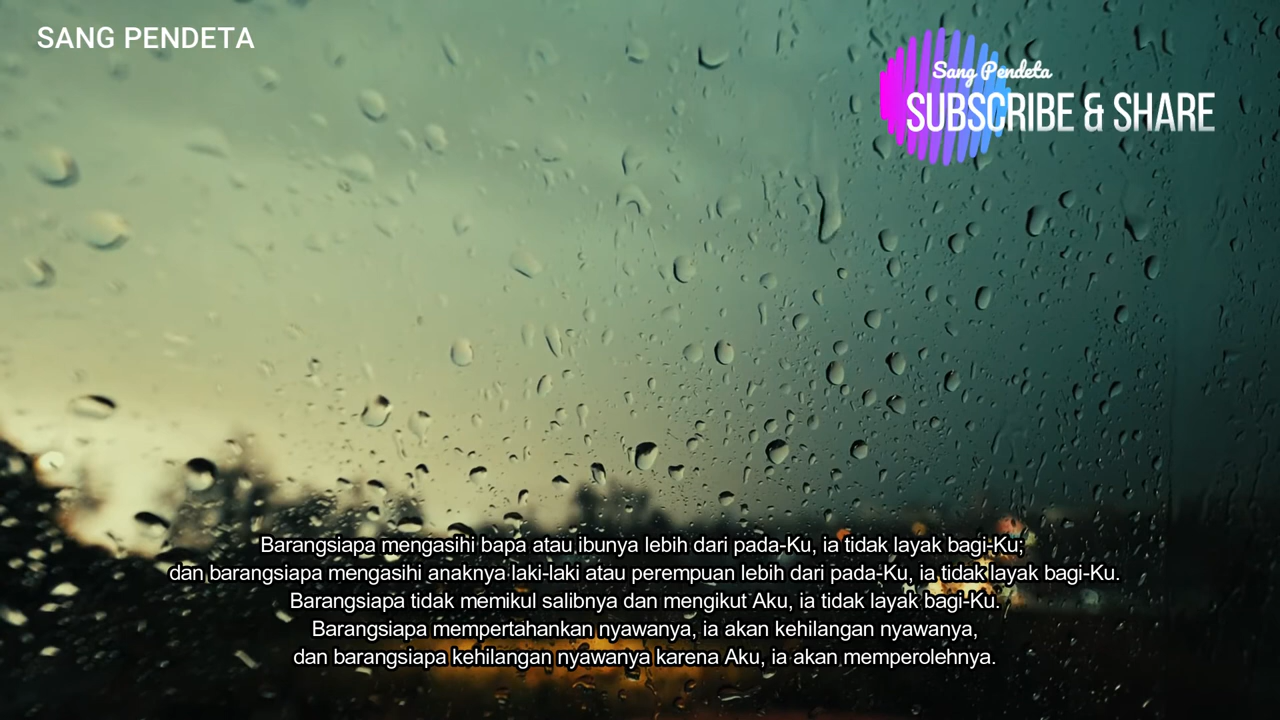 SANG PENDETA
Sang Pendeta
SUBSCRIBE & SHARE
Barangsiapa mengasihi bapa atau ibunya lebih dari pada-Ku, ia tidak layak bagi-Ku;
dan barangsiapa mengasihi anaknya laki-laki atau perempuan lebih dari pada-Ku, ia tidak layak bagi-Ku.
Barangsiapa tidak memikul salibnya dan mengikut Aku, ia tidak layak bagi-Ku.
Barangsiapa mempertahankan nyawanya, ia akan kehilangan nyawanya,
dan barangsiapa kehilangan nyawanya karena Aku, ia akan memperolehnya.